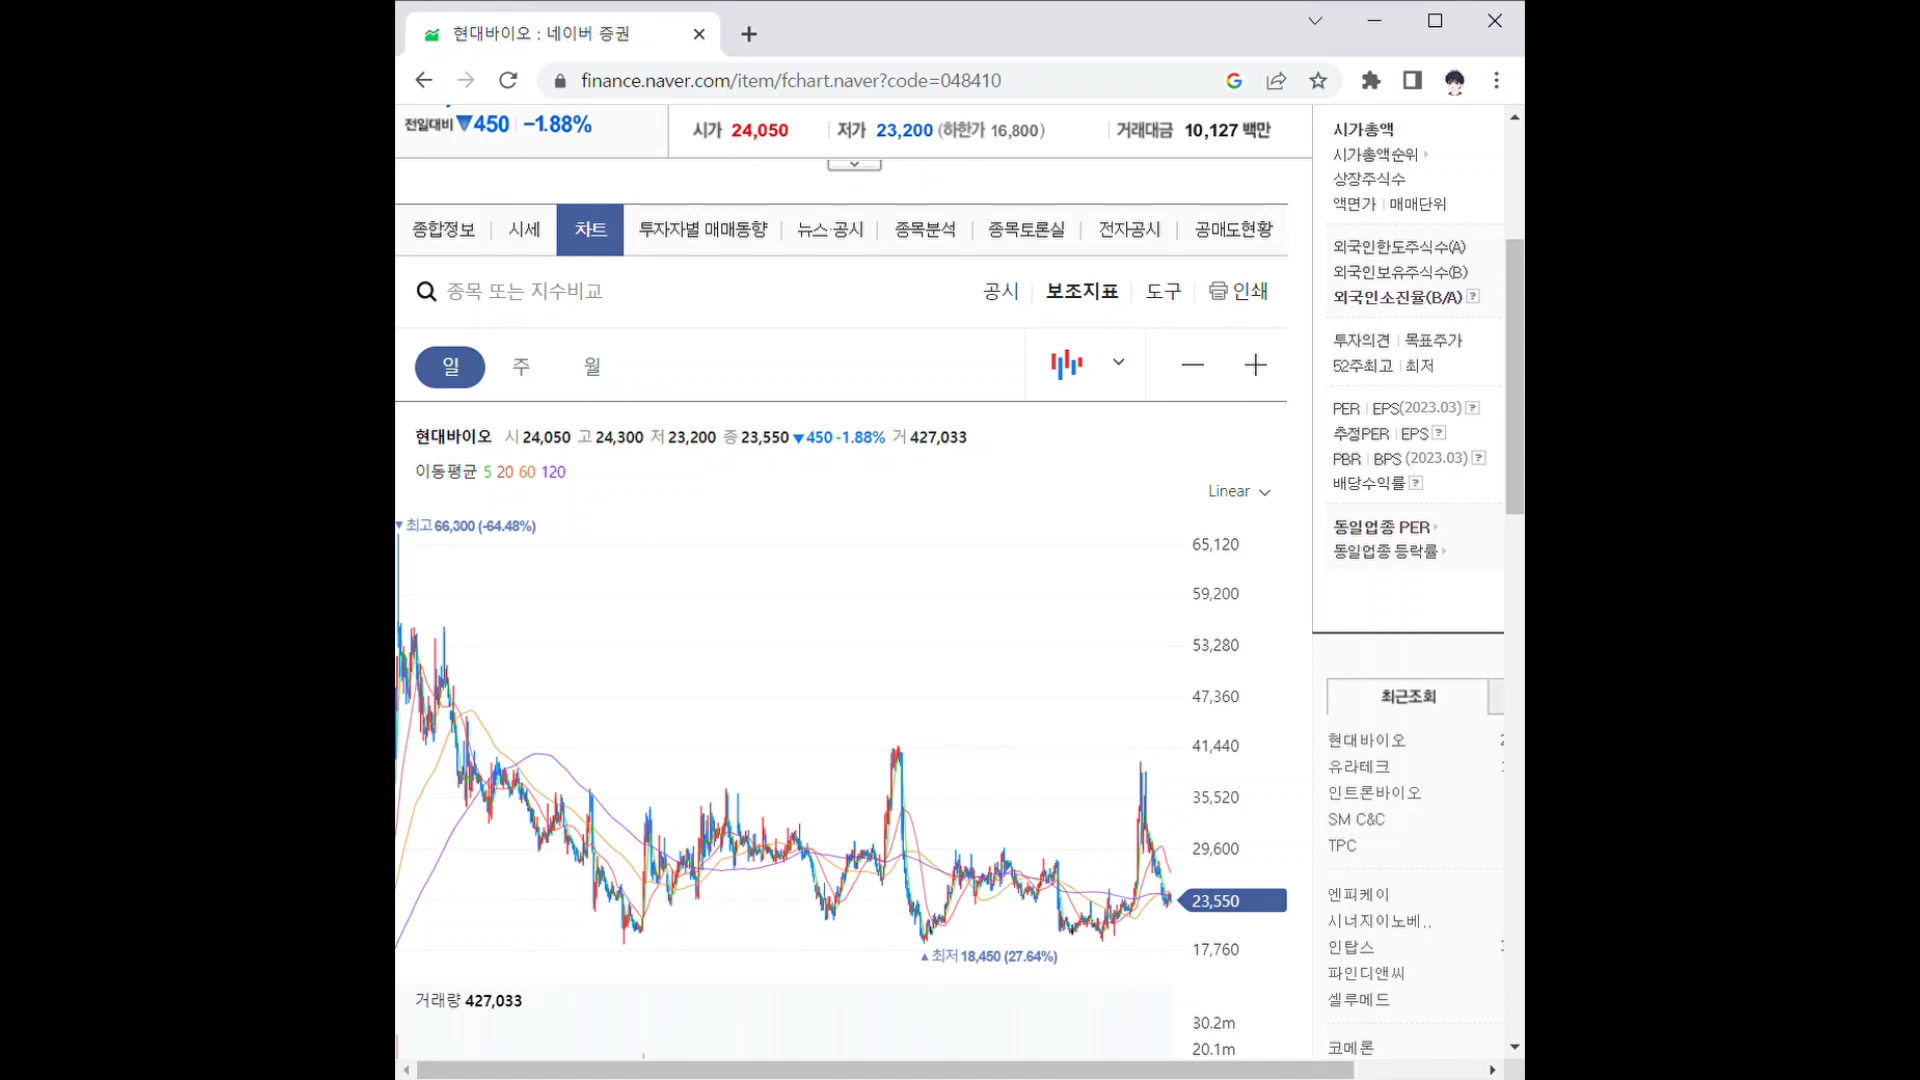 현대바이오 : 네이버 증권
finance.naver.com/item/fchart.naver?code=048410
전일대비 ▼450 −1.88%
시가 24,050 저가 23,200 (하한가 16,800) 거래대금 10,127 백만
종합정보 시세 차트 투자자별 매매동향 뉴스·공시 종목분석 종목토론실 전자공시 공매도현황
종목 또는 지수비교 공시 보조지표 도구 인쇄
일 주 월
현대바이오 시 24,050 고 24,300 저 23,200 종 23,550 ▼450 -1.88% 거 427,033
이동평균 5 20 60 120
Linear
▼최고 66,300 (-64.48%)
65,120
59,200
53,280
47,360
41,440
35,520
29,600
23,550
17,760
▲최저 18,450 (27.64%)
거래량 427,033
30.2m
20.1m
시가총액
시가총액순위
상장주식수
액면가 매매단위
외국인한도주식수(A)
외국인보유주식수(B)
외국인소진율(B/A) ?
투자의견 목표주가
52주최고 최저
PER EPS(2023.03) ?
추정PER EPS ?
PBR BPS (2023.03) ?
배당수익률 ?
동일업종 PER
동일업종 등락률
최근조회
현대바이오
유라테크
인트론바이오
SM C&C
TPC
엔피케이
시너지이노베..
인탑스
파인디앤씨
셀루메드
코메론